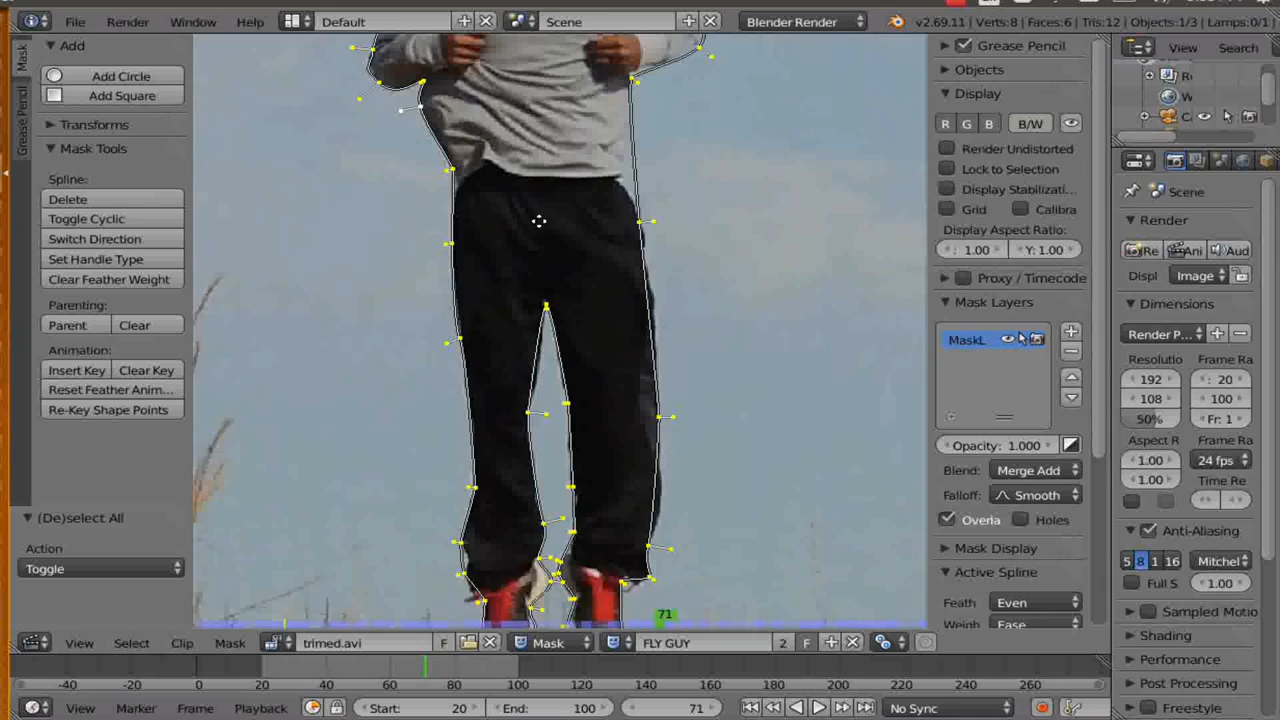 File Render Window Help Default Scene Blender Render v2.69.11 | Verts:8 | Faces:6 | Tris:12 | Objects:1/3 | Lamps:0/1
Mask
Grease Pencil
Add
Add Circle
Add Square
Transforms
Mask Tools
Spline:
Delete
Toggle Cyclic
Switch Direction
Set Handle Type
Clear Feather Weight
Parenting:
Parent Clear
Animation:
Insert Key Clear Key
Reset Feather Anim...
Re-Key Shape Points
(De)select All
Action
Toggle
71
Grease Pencil
Objects
Display
R G B B/W
Render Undistorted
Lock to Selection
Display Stabilizati...
Grid Calibra
Display Aspect Ratio:
: 1.00 Y: 1.00
Proxy / Timecode
Mask Layers
MaskL
Opacity: 1.000
Blend: Merge Add
Falloff: Smooth
Overla Holes
Mask Display
Active Spline
Feath Even
Weigh Ease
View Search
Scene
Render
Re Ani Aud
Displ Image
Dimensions
Render P...
Resolutio Frame Ra
192 : 20
108 100
50% Fr: 1
Aspect R Frame Ra
1.00 24 fps
1.00 Time Re
Anti-Aliasing
5 8 1 16 Mitchel
Full S 1.00
Sampled Motio
Shading
Performance
Post Processing
Freestyle
View Select Clip Mask trimed.avi F Mask FLY GUY 2 F
-40 -20 0 20 40 60 80 100 120 140 160 180 200 220 240 260
View Marker Frame Playback Start: 20 End: 100 71 No Sync